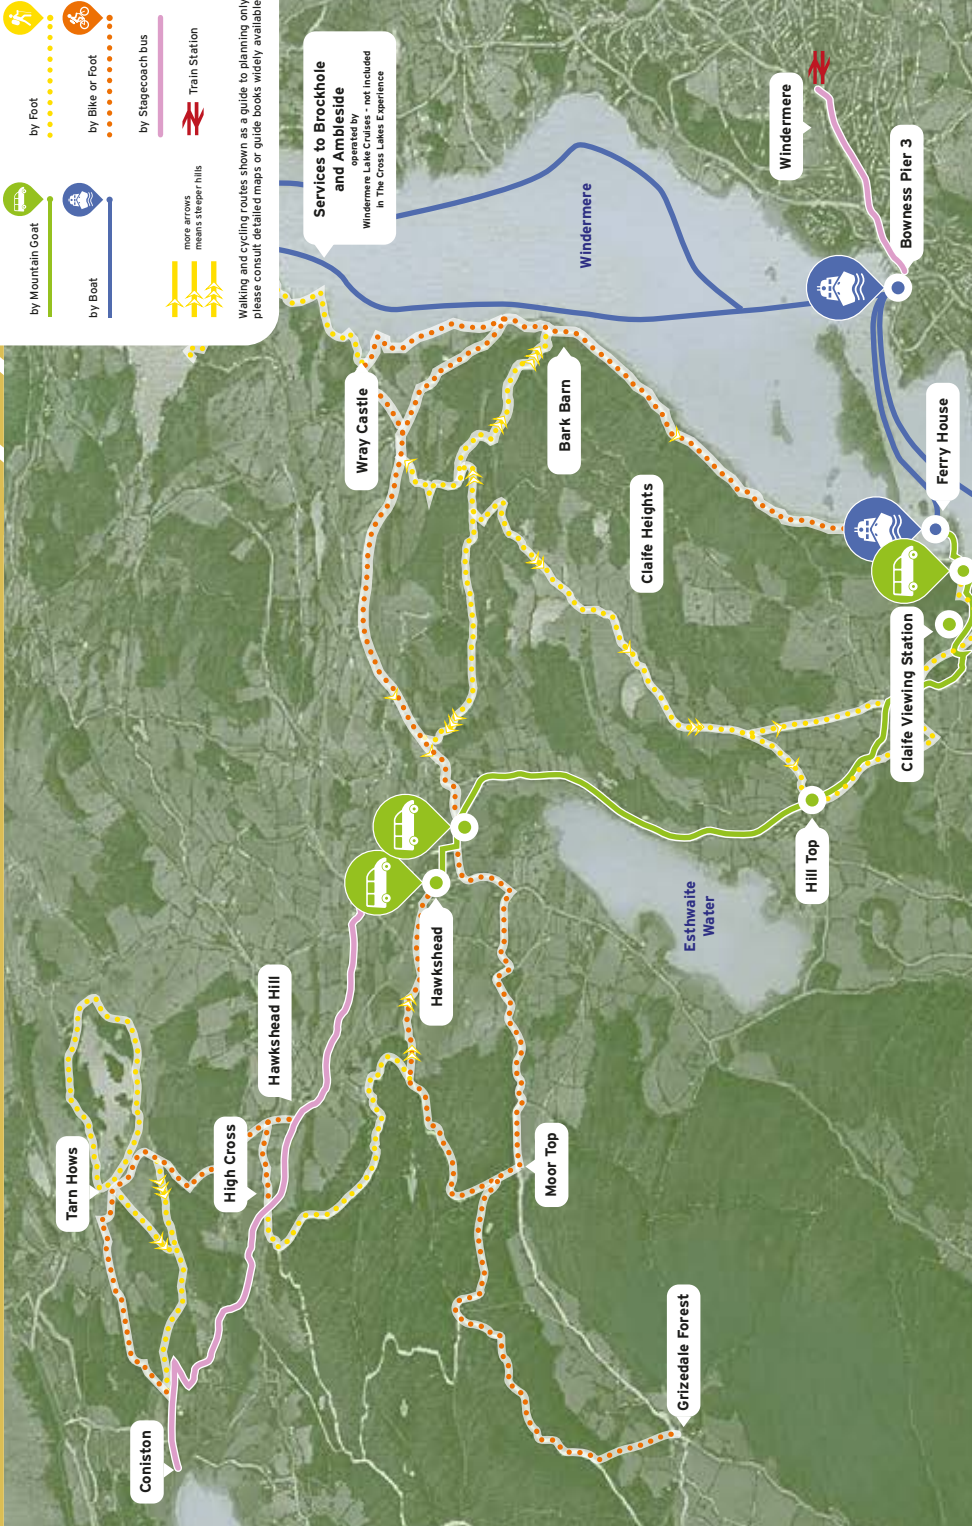 by Mountain Goat
by Foot
by Boat
by Bike or Foot
by Stagecoach bus
more arrows
means steeper hills
Train Station
Walking and cycling routes shown as a guide to planning only
please consult detailed maps or guide books widely available
Services to Brockhole
and Ambleside
operated by
Windermere Lake Cruises - not included
in The Cross Lakes Experience
Windermere
Windermere
Bowness Pier 3
Wray Castle
Bark Barn
Ferry House
Claife Heights
Claife Viewing Station
Hill Top
Esthwaite
Water
Hawkshead
Hawkshead Hill
High Cross
Tarn Hows
Moor Top
Grizedale Forest
Coniston